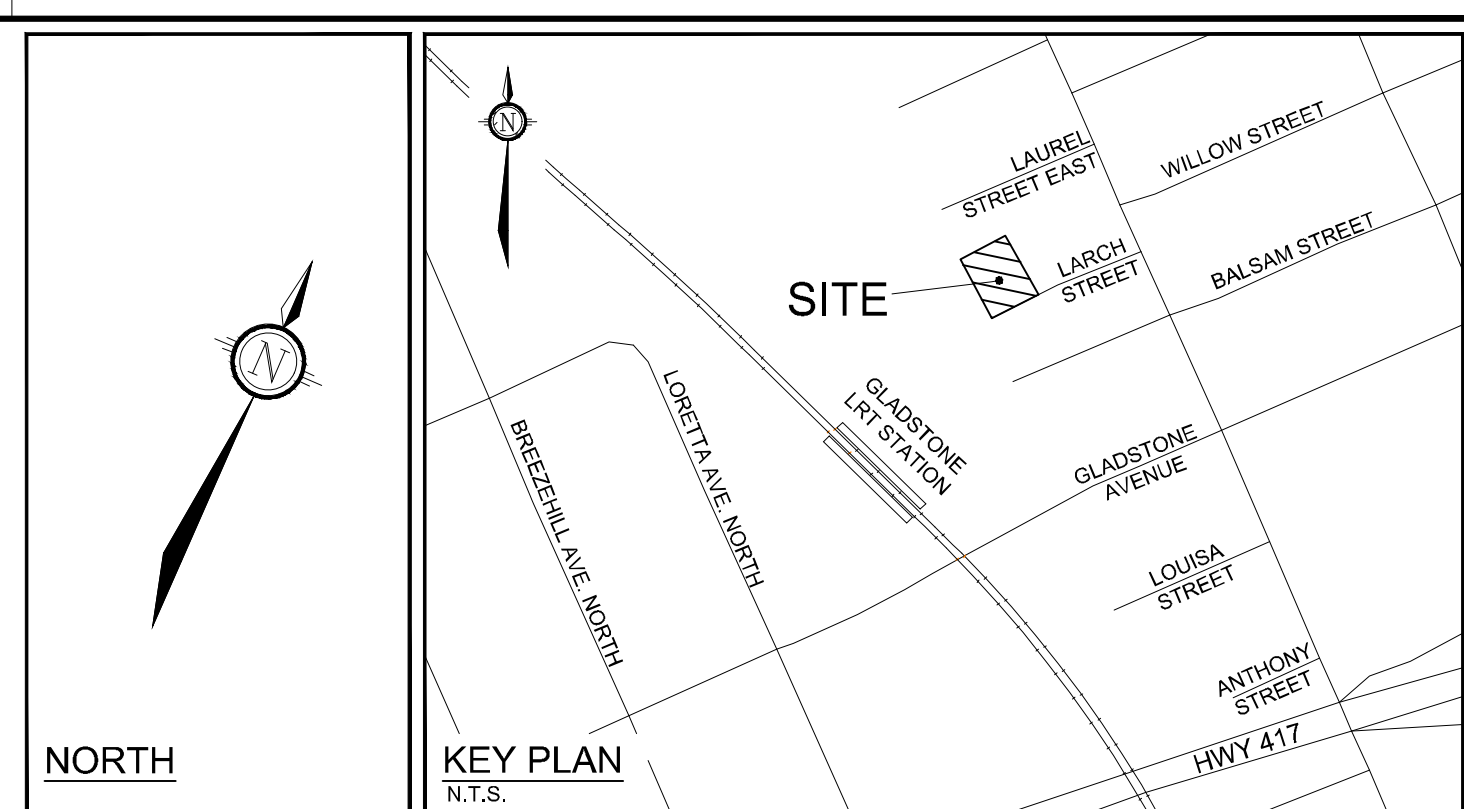 N
NORTH
N
LAUREL
STREET EAST
WILLOW STREET
LARCH
STREET
BALSAM STREET
SITE
GLADSTONE
LRT STATION
LORETTA AVE. NORTH
BREEZEHILL AVE. NORTH
GLADSTONE
AVENUE
LOUISA
STREET
ANTHONY
STREET
HWY 417
KEY PLAN
N.T.S.